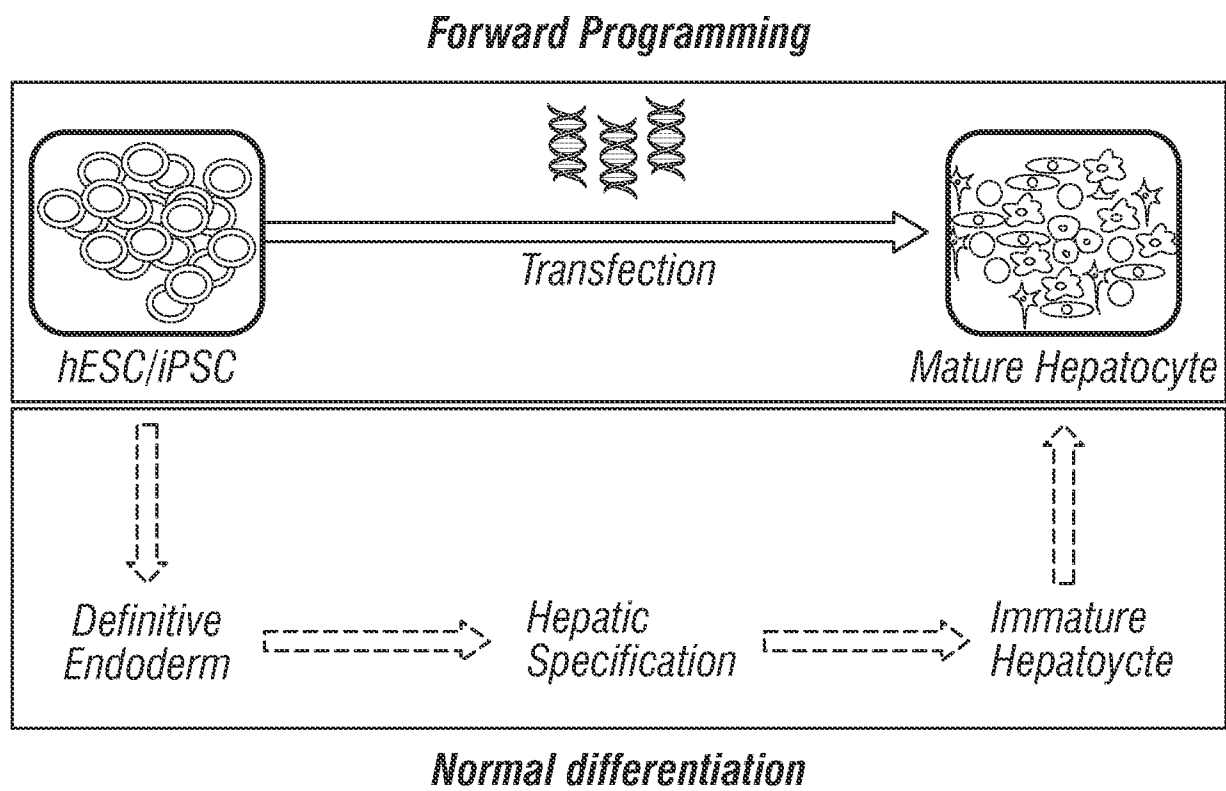 Forward Programming
Transfection
hESC/iPSC
Mature Hepatocyte
Definitive
Endoderm
Hepatic
Specification
Immature
Hepatoycte
Normal differentiation